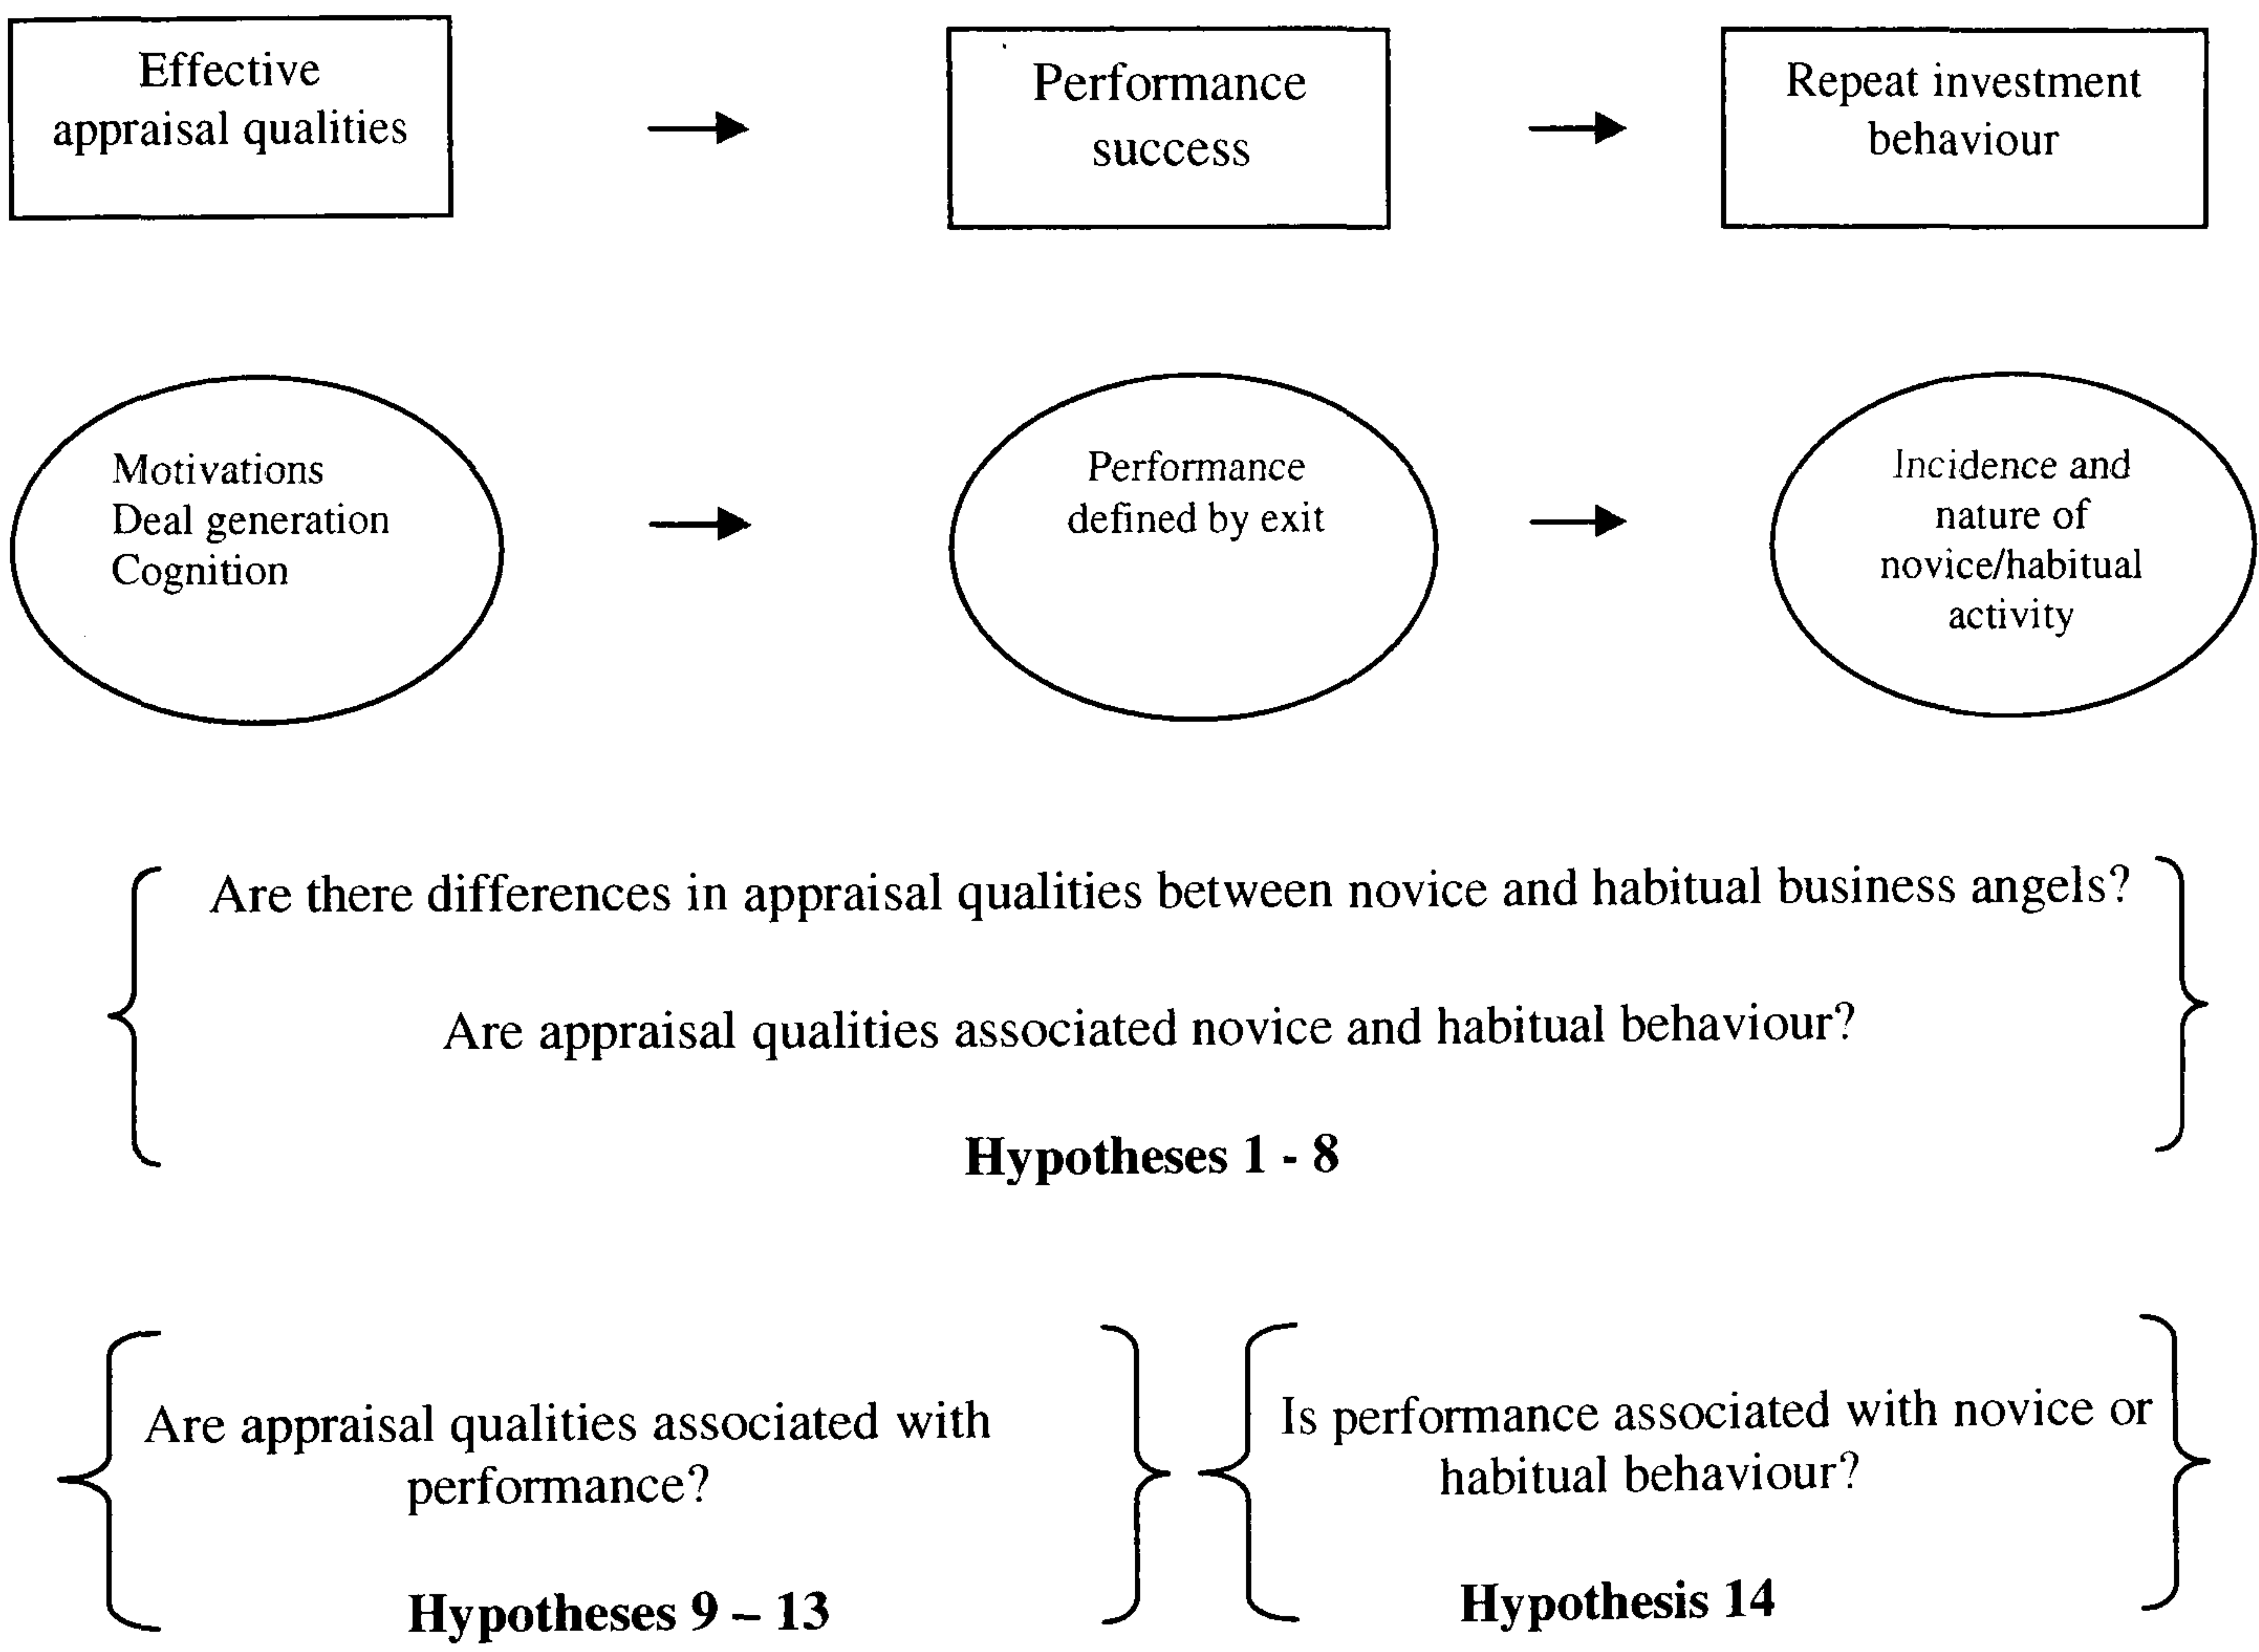 Effective
appraisal qualities
Performance
success
Repeat investment
behaviour
Motivations
Deal generation
Cognition
Performance
defined by exit
Incidence and
nature of
novice/habitual
activity
Are there differences in appraisal qualities between novice and habitual business angels?
Are appraisal qualities associated novice and habitual behaviour?
Hypotheses 1 - 8
Are appraisal qualities associated with
performance?
Hypotheses 9 – 13
Is performance associated with novice or
habitual behaviour?
Hypothesis 14